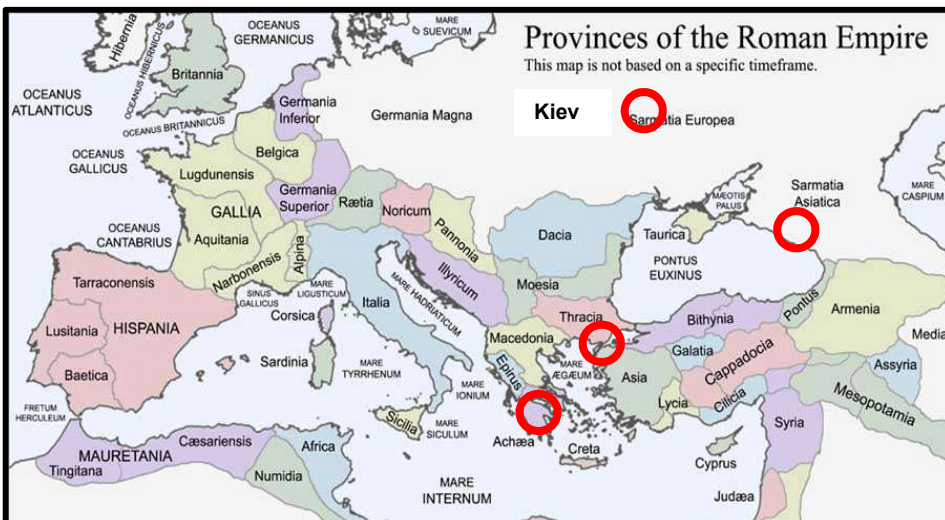 Provinces of the Roman Empire
This map is not based on a specific timeframe.
OCEANUS
GERMANICUS
MARE
SUEVICUM
Hibernia
OCEANUS HIBERNICUS
Britannia
OCEANUS
ATLANTICUS
Germania
Inferior
Germania Magna
Kiev
Sarmatia Europea
OCEANUS BRITANNICUS
OCEANUS
GALLICUS
Belgica
Lugdunensis
Germania
Superior
Rætia
Noricum
Pannonia
GALLIA
OCEANUS
CANTABRIUS
Aquitania
Alpina
Narbonensis
Dacia
MÆOTIS
PALUS
Sarmatia
Asiatica
MARE
CASPIUM
Taurica
PONTUS
EUXINUS
Tarraconensis
SINUS
GALLICUS
MARE
LIGUSTICUM
Corsica
Italia
MARE HADRIATICUM
Illyricum
Moesia
Thracia
Pontus
Armenia
Lusitania
HISPANIA
Baetica
Sardinia
MARE
TYRRHENUM
Macedonia
Epirus
MARE
ÆGÆUM
Bithynia
Galatia
Cappadocia
Media
Assyria
Asia
Lycia
Cilicia
Mesopotamia
FRETUM
HERCULEUM
MARE
IONIUM
Sicilia
MARE
SICULUM
Achæa
Creta
Cyprus
Syria
MAURETANIA
Tingitana
Cæsariensis
Africa
Numidia
MARE
INTERNUM
Judæa